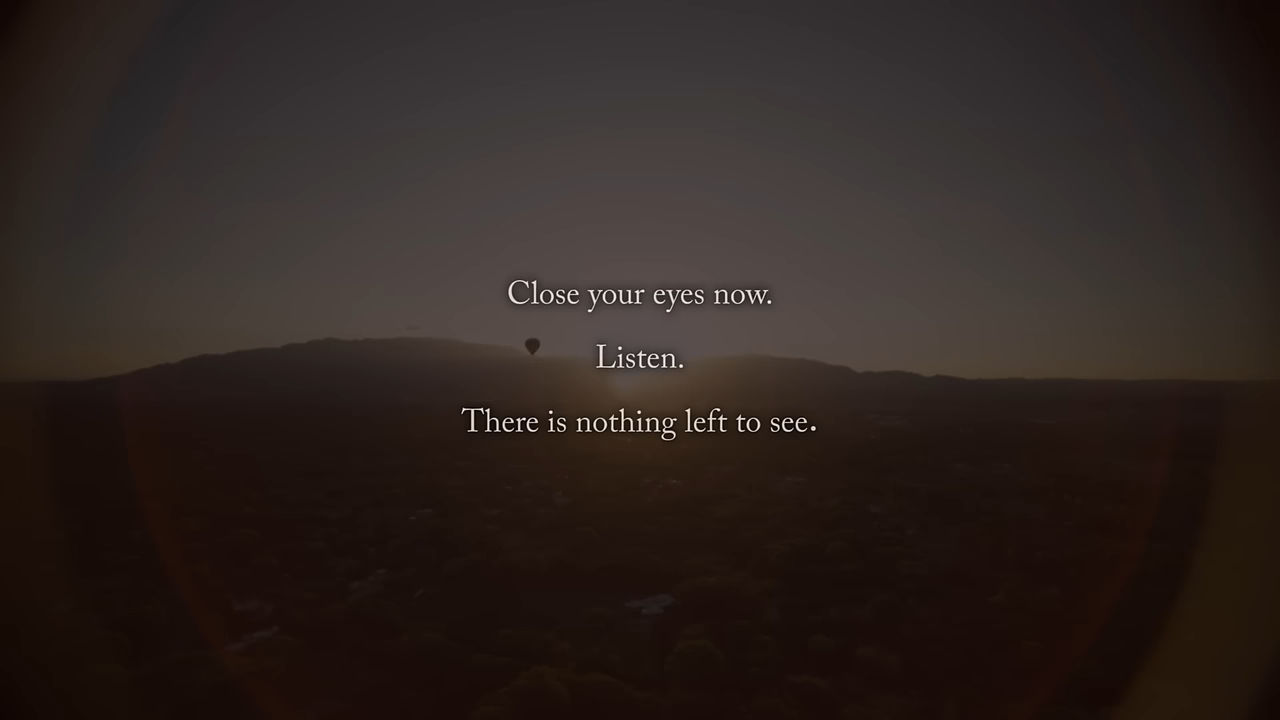 Close your eyes now.
Listen.
There is nothing left to see.